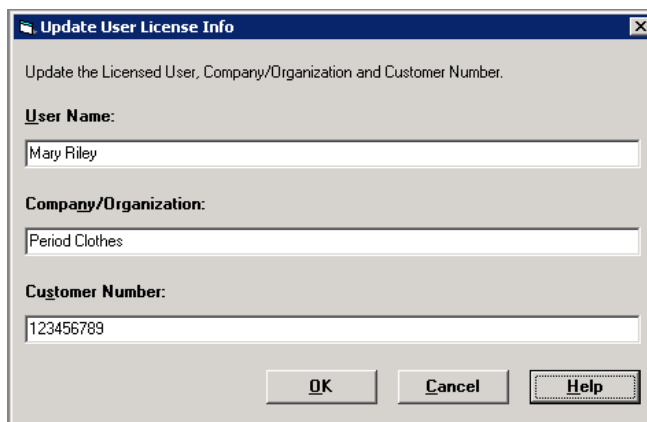 Update User License Info
Update the Licensed User, Company/Organization and Customer Number.
User Name:
Mary Riley
Company/Organization:
Period Clothes
Customer Number:
123456789
OK Cancel Help